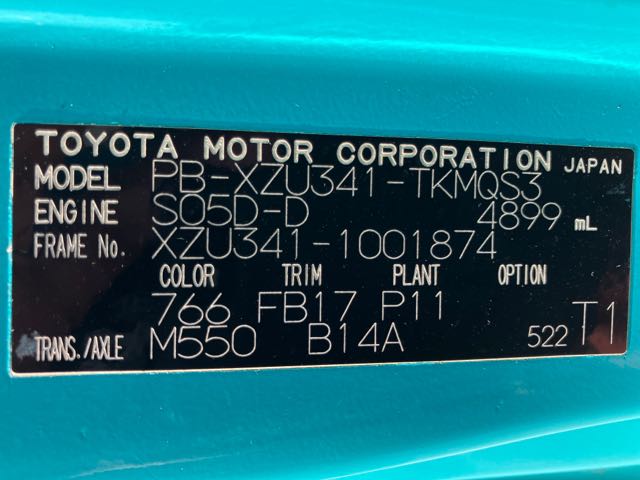 TOYOTA MOTOR CORPORATION JAPAN
MODEL PB-XZU341-TKMQS3
ENGINE S05D-D 4899 mL
FRAME No. XZU341-1001874
COLOR TRIM PLANT OPTION
766 FB17 P11
TRANS./AXLE M550 B14A 522 T1